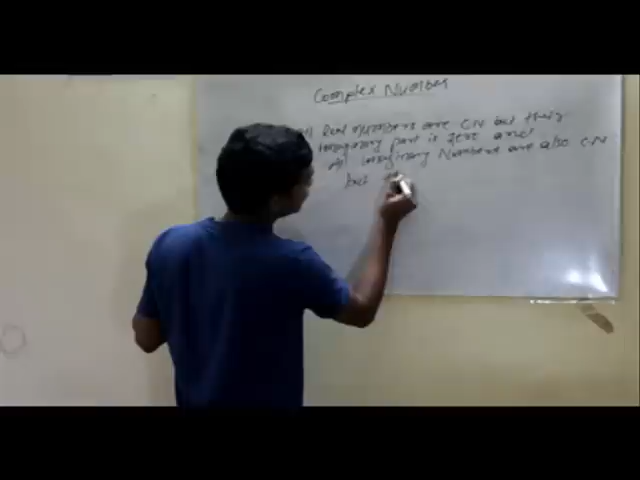 Complex Number
All Real numbers are CN but their
imaginary part is zero and
All imaginary Numbers are also CN
but